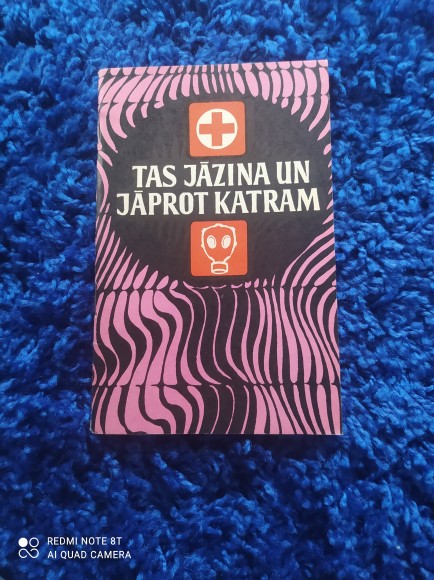 TAS JĀZINA UN
JĀPROT KATRAM
REDMI NOTE 8T
AI QUAD CAMERA